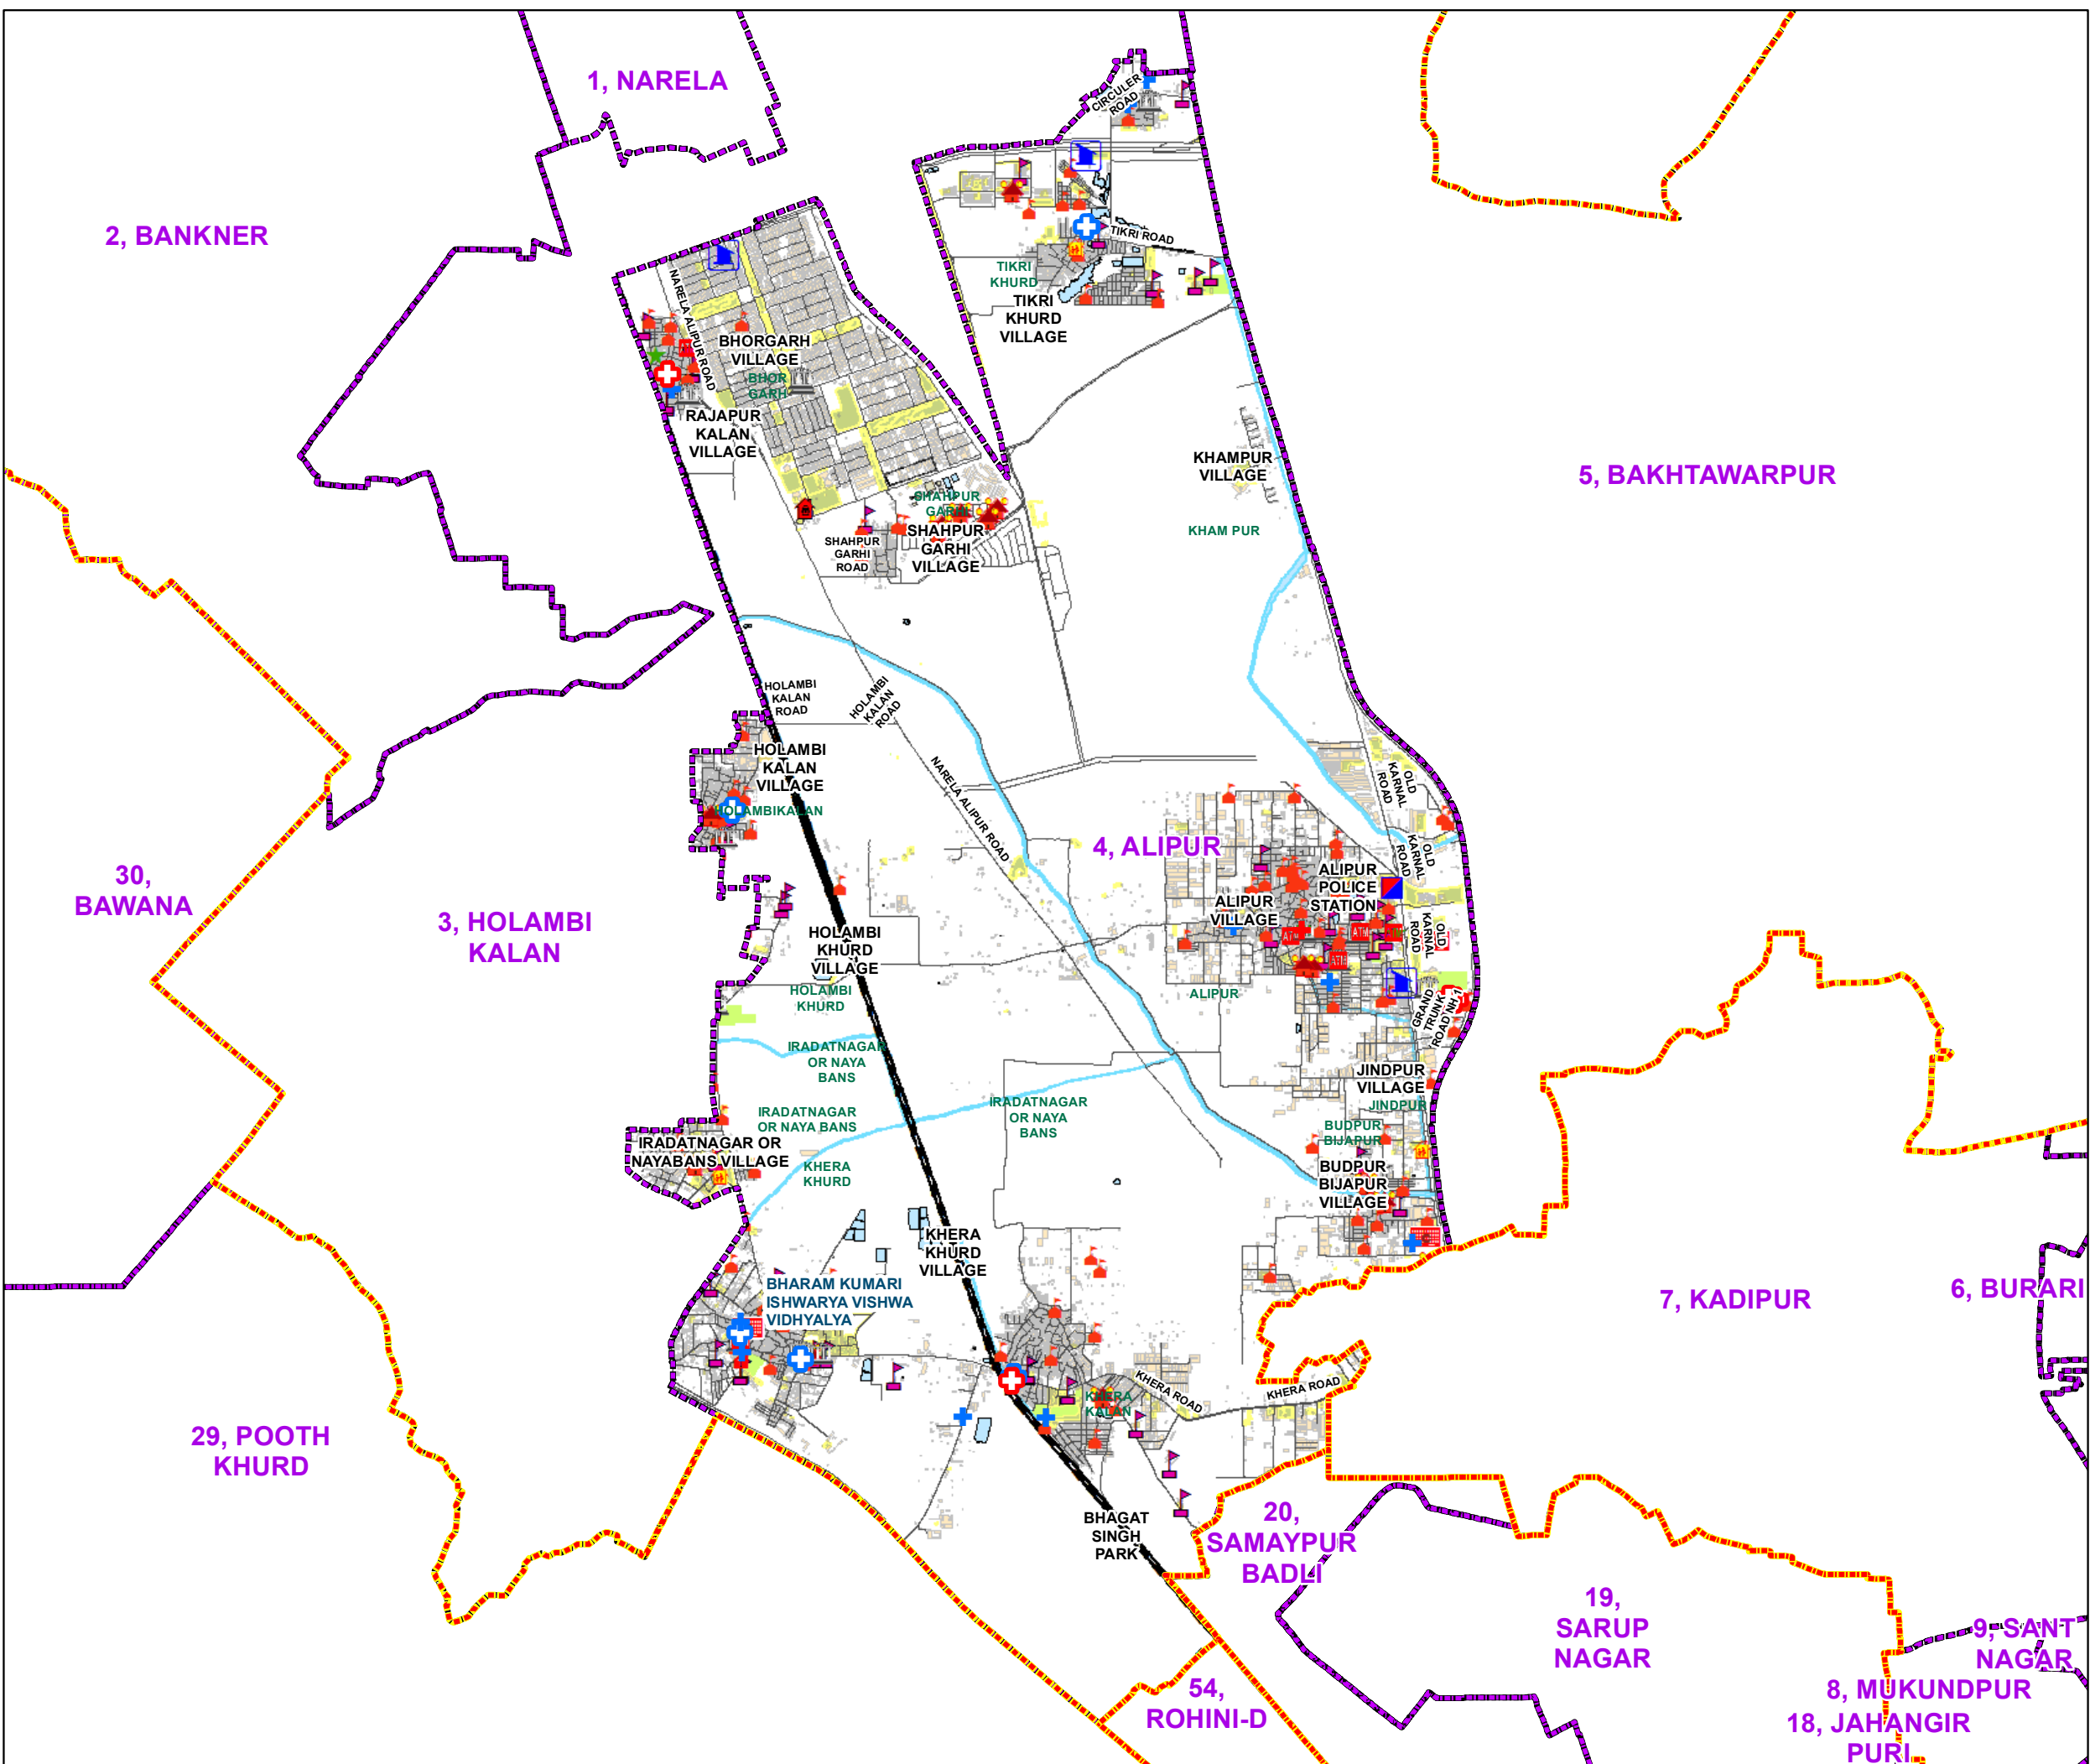 1, NARELA
CIRCULER
ROAD
2, BANKNER
TIKRI ROAD
TIKRI
KHURD
TIKRI
KHURD
VILLAGE
NARELA ALIPUR ROAD
BHORGARH
VILLAGE
BHOR
GARH
RAJAPUR
KALAN
VILLAGE
KHAMPUR
VILLAGE
5, BAKHTAWARPUR
SHAHPUR
GARHI
KHAM PUR
SHAHPUR
GARHI
VILLAGE
SHAHPUR
GARHI
ROAD
HOLAMBI
KALAN
ROAD
HOLAMBI
KALAN
ROAD
HOLAMBI
KALAN
VILLAGE
HOLAMBIKALAN
NARELA ALIPUR ROAD
OLD
KARNAL
ROAD
4, ALIPUR
OLD
KARNAL
ROAD
30,
BAWANA
ALIPUR
POLICE
STATION
ALIPUR
VILLAGE
3, HOLAMBI
KALAN
HOLAMBI
KHURD
VILLAGE
ATM
ATM
ATM
OLD
KARNAL
ROAD
HOLAMBI
KHURD
ALIPUR
GRAND
TRUNK
ROAD NH 1
IRADATNAGAR
OR NAYA
BANS
JINDPUR
VILLAGE
JINDPUR
IRADATNAGAR
OR NAYA BANS
IRADATNAGAR
OR NAYA
BANS
BUDPUR
BIJAPUR
IRADATNAGAR OR
NAYABANS VILLAGE
KHERA
KHURD
BUDPUR
BIJAPUR
VILLAGE
KHERA
KHURD
VILLAGE
BHARAM KUMARI
ISHWARYA VISHWA
VIDHYALYA
7, KADIPUR
6, BURARI
KHERA ROAD
KHERA ROAD
KHERA
KALAN
29, POOTH
KHURD
BHAGAT
SINGH
PARK
20,
SAMAYPUR
BADLI
19,
SARUP
NAGAR
9, SANT
NAGAR
54,
ROHINI-D
8, MUKUNDPUR
18, JAHANGIR
PURI